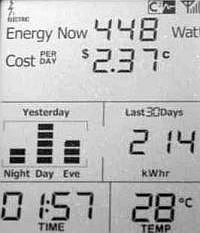 ELECTRIC
Energy Now 448 Wat
Cost PER DAY $2.37c
Yesterday
Last 30 Days
214
Night Day Eve
kWhr
01:57
28°C
TIME
TEMP